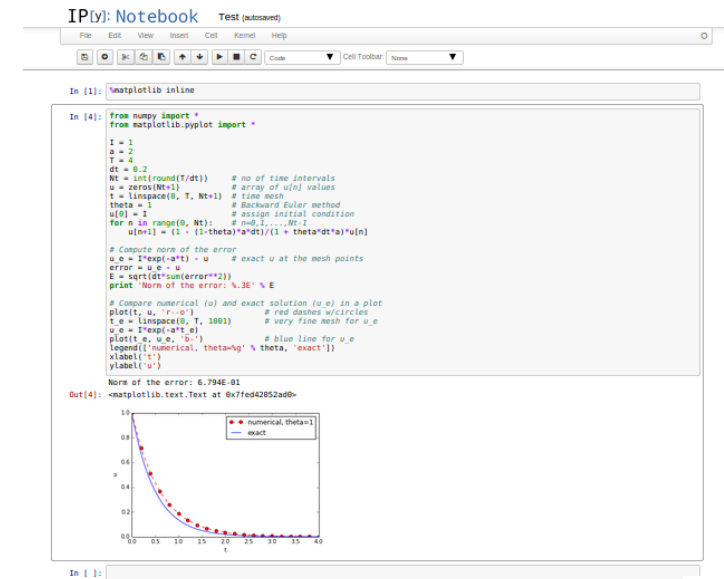 IP[y]: Notebook Test (autosaved)
File Edit View Insert Cell Kernel Help
Code Cell Toolbar: None
In [1]: %matplotlib inline
In [4]: from numpy import *
from matplotlib.pyplot import *
I = 1
a = 2
T = 4
dt = 0.2
Nt = int(round(T/dt)) # no of time intervals
u = zeros(Nt+1) # array of u[n] values
t = linspace(0, T, Nt+1) # time mesh
theta = 1 # Backward Euler method
u[0] = I # assign initial condition
for n in range(0, Nt): # n=0,1,...,Nt-1
u[n+1] = (1 - (1-theta)*a*dt)/(1 + theta*dt*a)*u[n]
# Compute norm of the error
u_e = I*exp(-a*t) - u # exact u at the mesh points
error = u_e - u
E = sqrt(dt*sum(error**2))
print 'Norm of the error: %.3E' % E
# Compare numerical (u) and exact solution (u_e) in a plot
plot(t, u, 'r--o') # red dashes w/circles
t_e = linspace(0, T, 1001) # very fine mesh for u_e
u_e = I*exp(-a*t_e)
plot(t_e, u_e, 'b-') # blue line for u_e
legend(['numerical, theta=%g' % theta, 'exact'])
xlabel('t')
ylabel('u')
Norm of the error: 6.794E-01
Out[4]: <matplotlib.text.Text at 0x7fed42852ad0>
numerical, theta=1
exact
1.0
0.8
0.6
0.4
0.2
0.0
u
0.0 0.5 1.0 1.5 2.0 2.5 3.0 3.5 4.0
t
In [ ]: